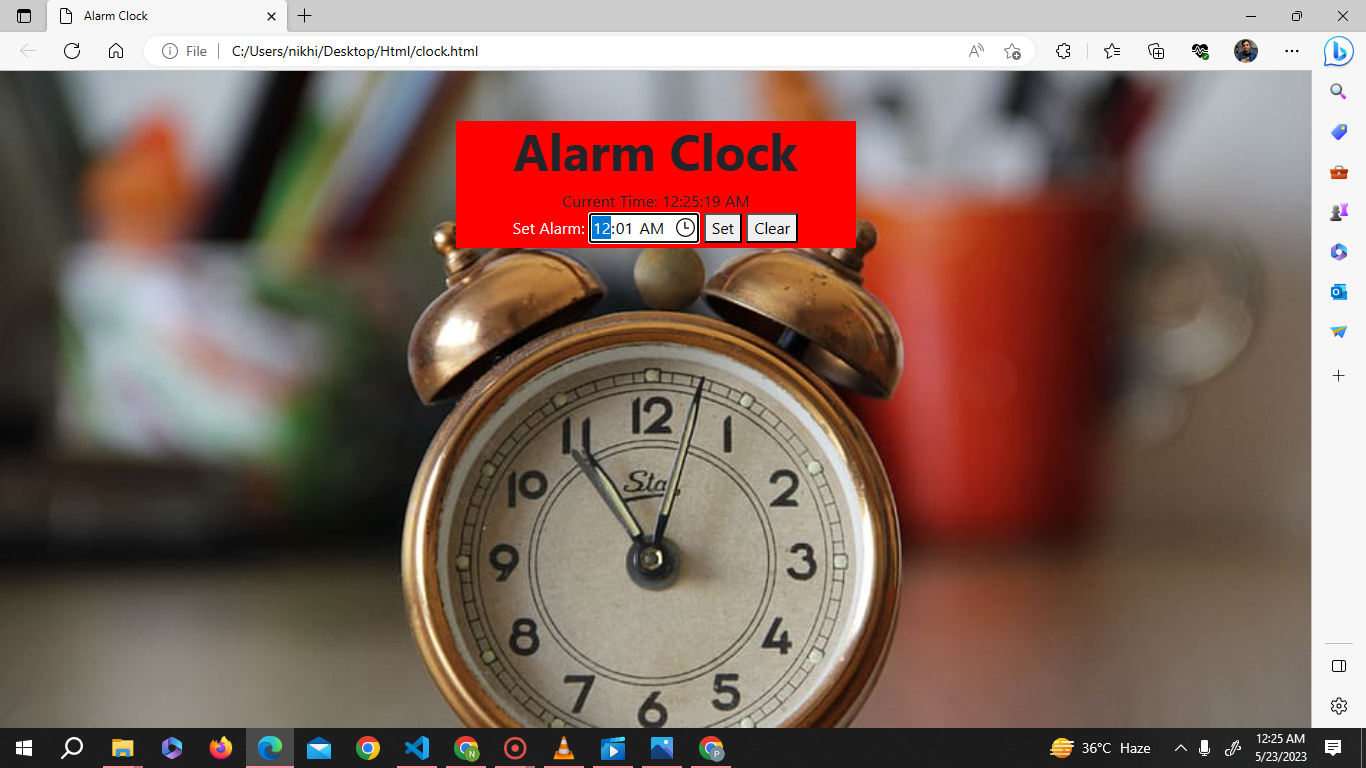 Alarm Clock
File
C:/Users/nikhi/Desktop/Html/clock.html
Alarm Clock
Current Time: 12:25:19 AM
Set Alarm: 12:01 AM Set Clear
12
11 1
10 2
9 3
8 4
7 5
6
36°C Haze
12:25 AM
5/23/2023